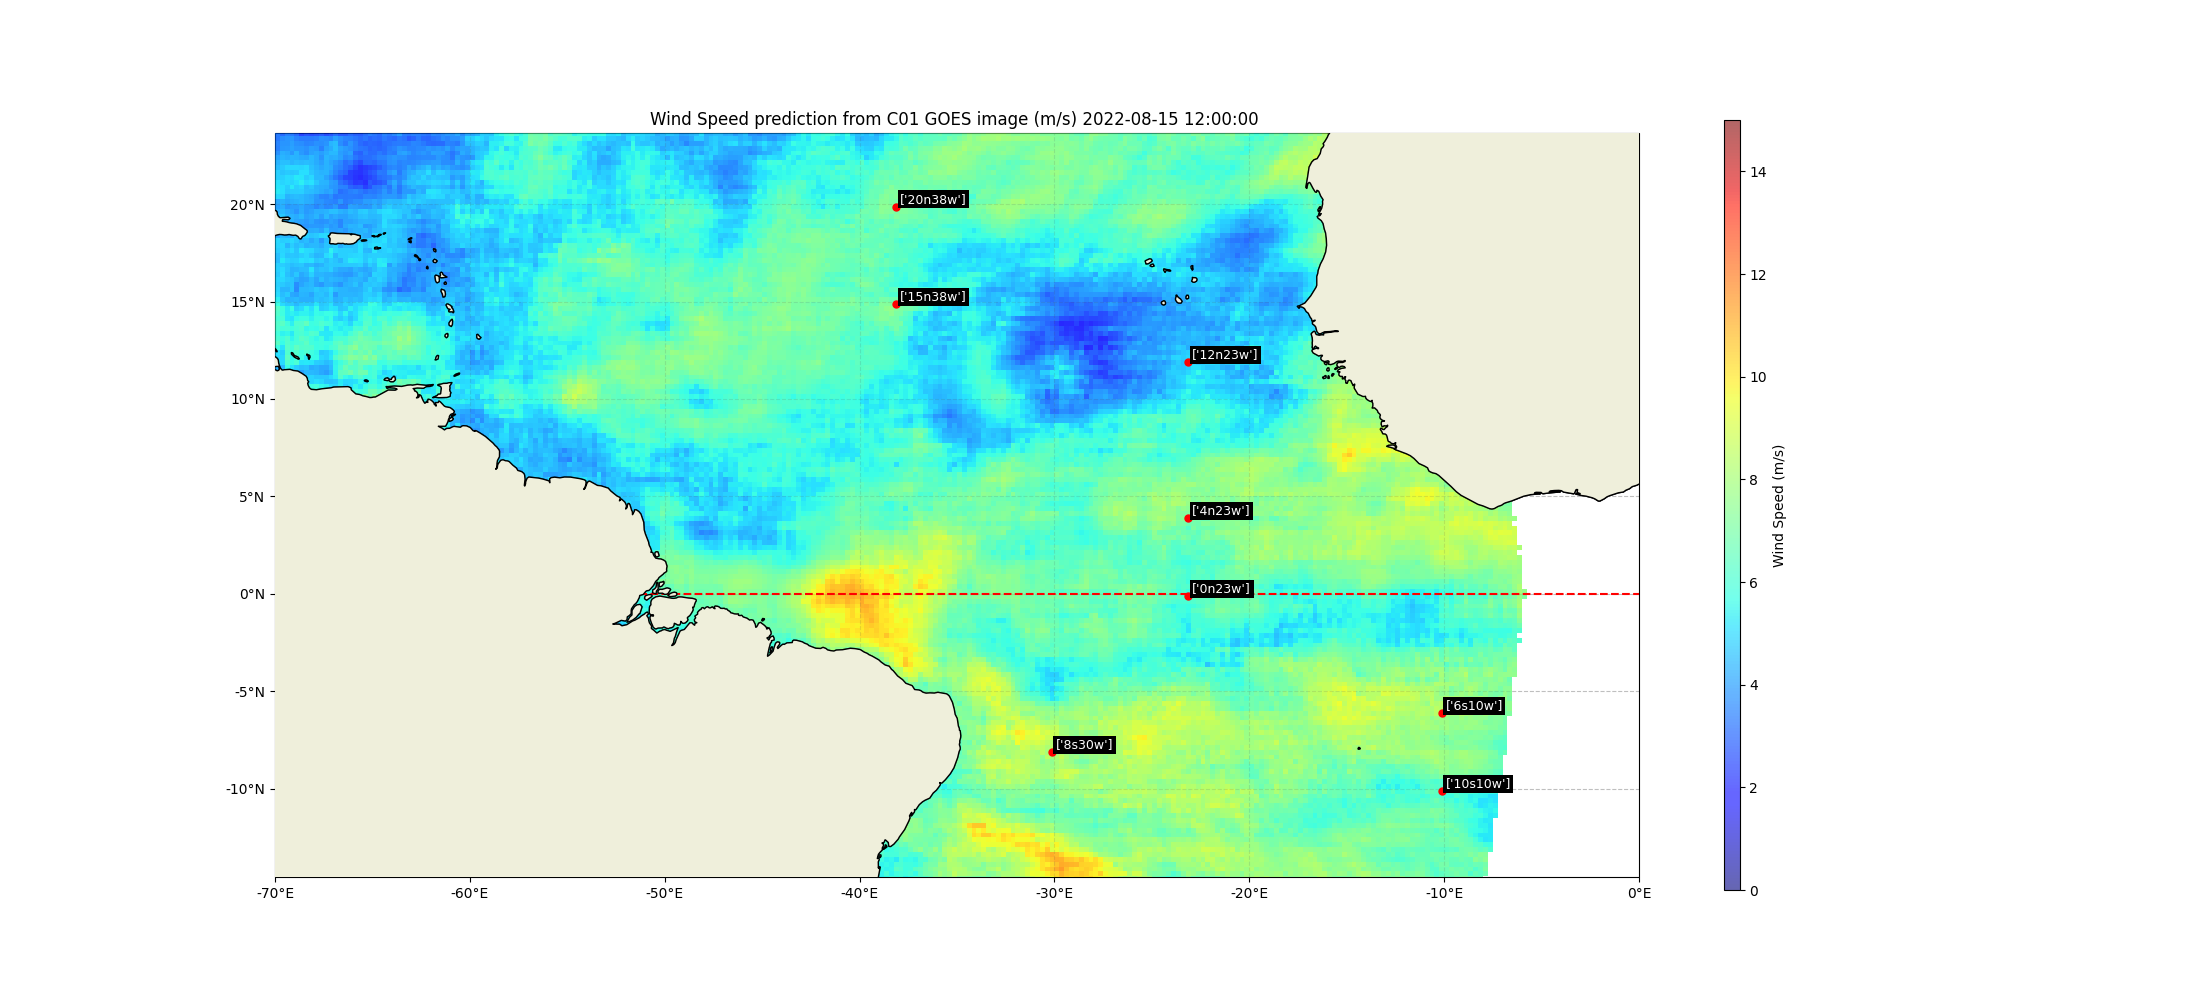 Wind Speed prediction from C01 GOES image (m/s) 2022-08-15 12:00:00
20°N
15°N
10°N
5°N
0°N
-5°N
-10°N
-70°E
-60°E
-50°E
-40°E
-30°E
-20°E
-10°E
0°E
['20n38w']
['15n38w']
['12n23w']
['4n23w']
['0n23w']
['6s10w']
['8s30w']
['10s10w']
14
12
10
8
6
4
2
0
Wind Speed (m/s)